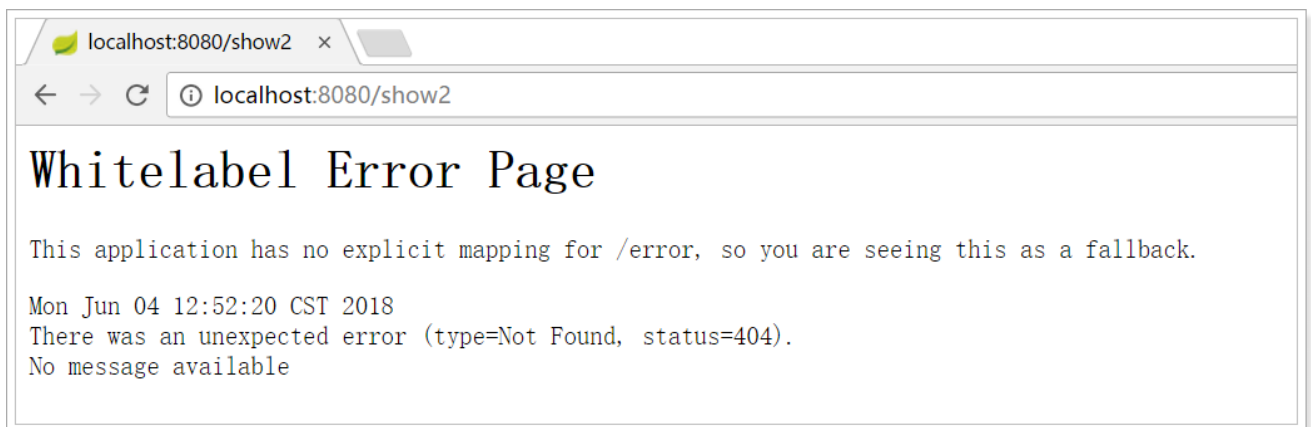 localhost:8080/show2
localhost:8080/show2
Whitelabel Error Page
This application has no explicit mapping for /error, so you are seeing this as a fallback.
Mon Jun 04 12:52:20 CST 2018
There was an unexpected error (type=Not Found, status=404).
No message available